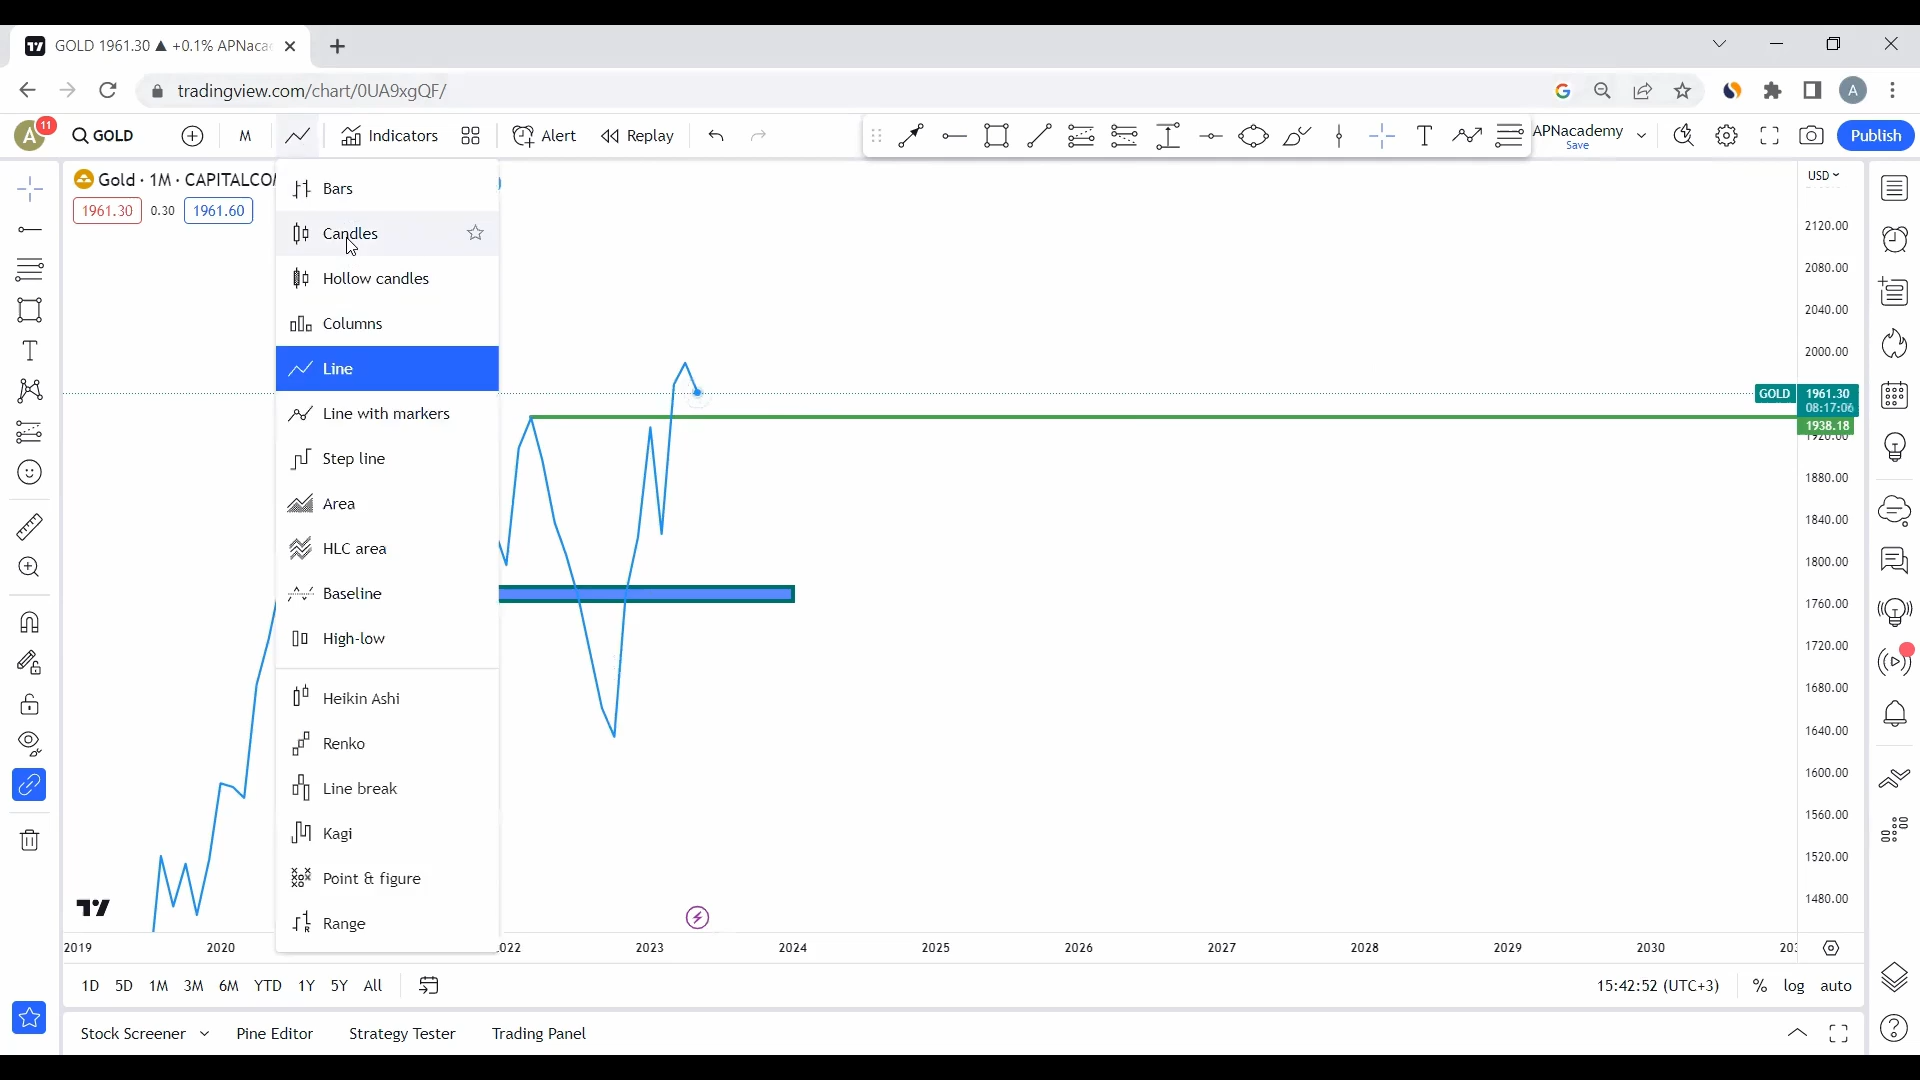 GOLD 1961.30 ▲ +0.1% APNaca
tradingview.com/chart/0UA9xgQF/
A
A 11
GOLD
M
Indicators
Alert
Replay
T
APNacademy
Save
Publish
Gold · 1M · CAPITALCOM
USD
1961.30 0.30 1961.60
Bars
Candles
Hollow candles
Columns
Line
Line with markers
Step line
Area
HLC area
Baseline
High-low
Heikin Ashi
Renko
Line break
Kagi
Point & figure
Range
2120.00
2080.00
2040.00
2000.00
GOLD 1961.30
08:17:06
1938.18
1920.00
1880.00
1840.00
1800.00
1760.00
1720.00
1680.00
1640.00
1600.00
1560.00
1520.00
1480.00
2019 2020 022 2023 2024 2025 2026 2027 2028 2029 2030 203
1D 5D 1M 3M 6M YTD 1Y 5Y All 15:42:52 (UTC+3) % log auto
Stock Screener Pine Editor Strategy Tester Trading Panel